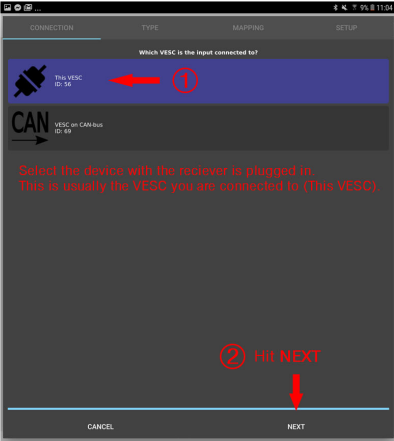 9% 11:04
CONNECTION TYPE MAPPING SETUP
Which VESC is the input connected to?
This VESC
ID: 56
①
CAN
VESC on CAN-bus
ID: 69
Select the device with the reciever is plugged in.
This is usually the VESC you are connected to (This VESC).
② Hit NEXT
CANCEL NEXT